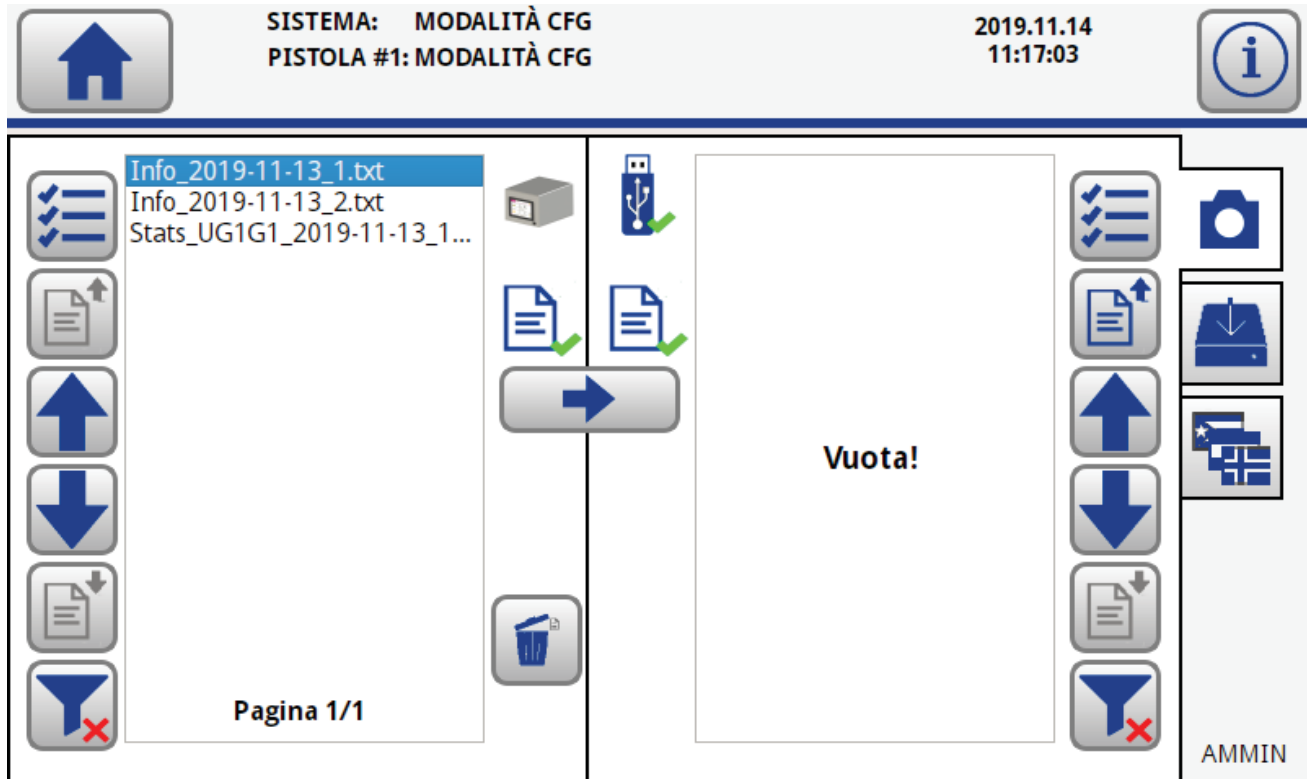 SISTEMA: MODALITÀ CFG
PISTOLA #1: MODALITÀ CFG
2019.11.14
11:17:03
Info_2019-11-13_1.txt
Info_2019-11-13_2.txt
Stats_UG1G1_2019-11-13_1...
Pagina 1/1
Vuota!
AMMIN